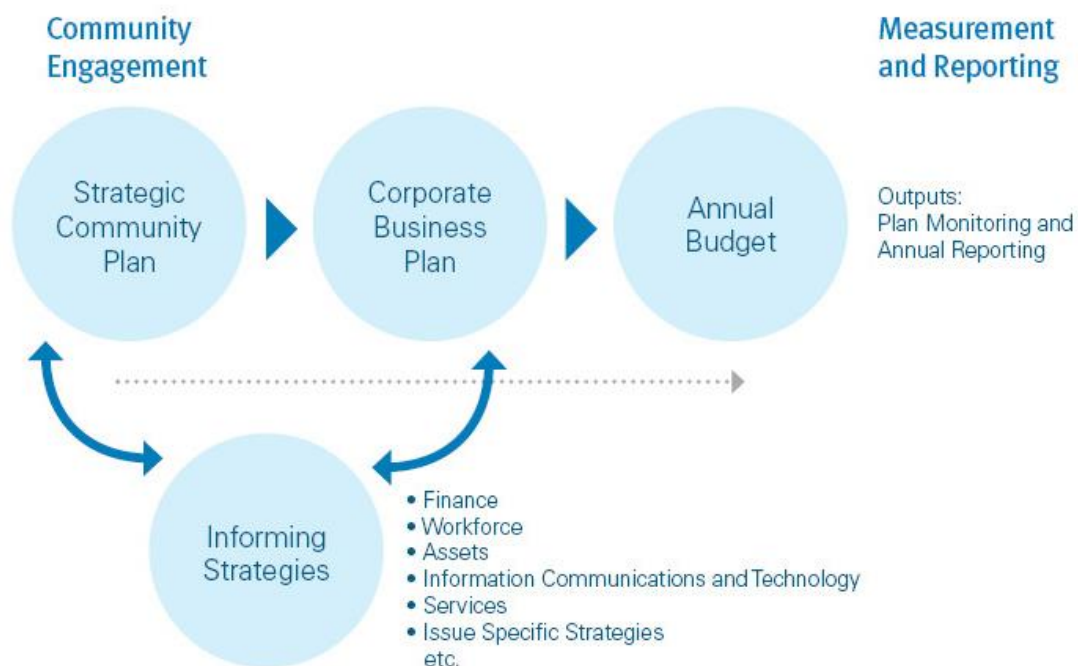 Community
Engagement
Measurement
and Reporting
Strategic
Community
Plan
Corporate
Business
Plan
Annual
Budget
Outputs:
Plan Monitoring and
Annual Reporting
Informing
Strategies
• Finance
• Workforce
• Assets
• Information Communications and Technology
• Services
• Issue Specific Strategies
etc.